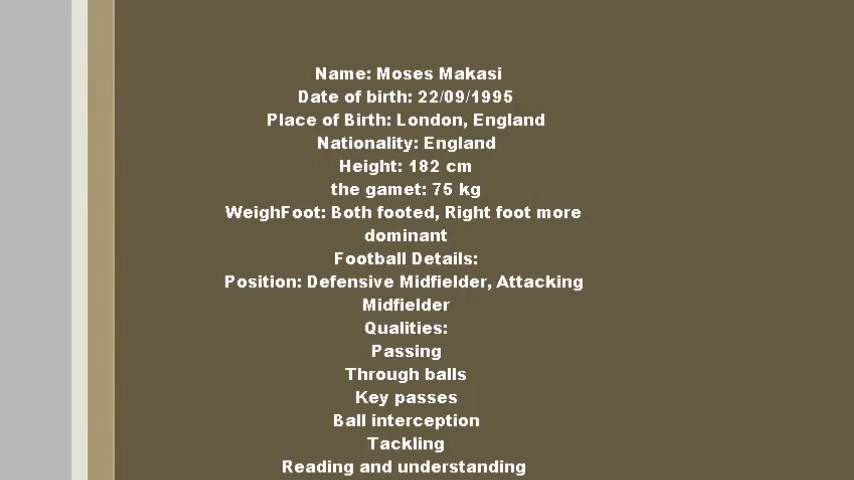 Name: Moses Makasi
Date of birth: 22/09/1995
Place of Birth: London, England
Nationality: England
Height: 182 cm
the gamet: 75 kg
WeighFoot: Both footed, Right foot more
dominant
Football Details:
Position: Defensive Midfielder, Attacking
Midfielder
Qualities:
Passing
Through balls
Key passes
Ball interception
Tackling
Reading and understanding